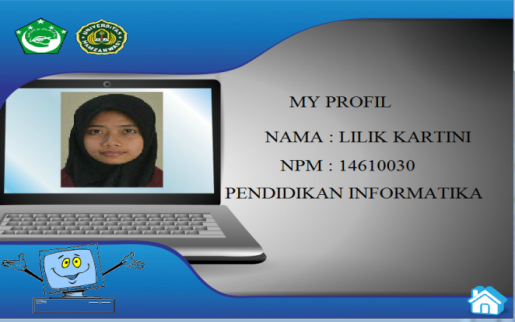 MY PROFIL
NAMA : LILIK KARTINI
NPM : 14610030
PENDIDIKAN INFORMATIKA